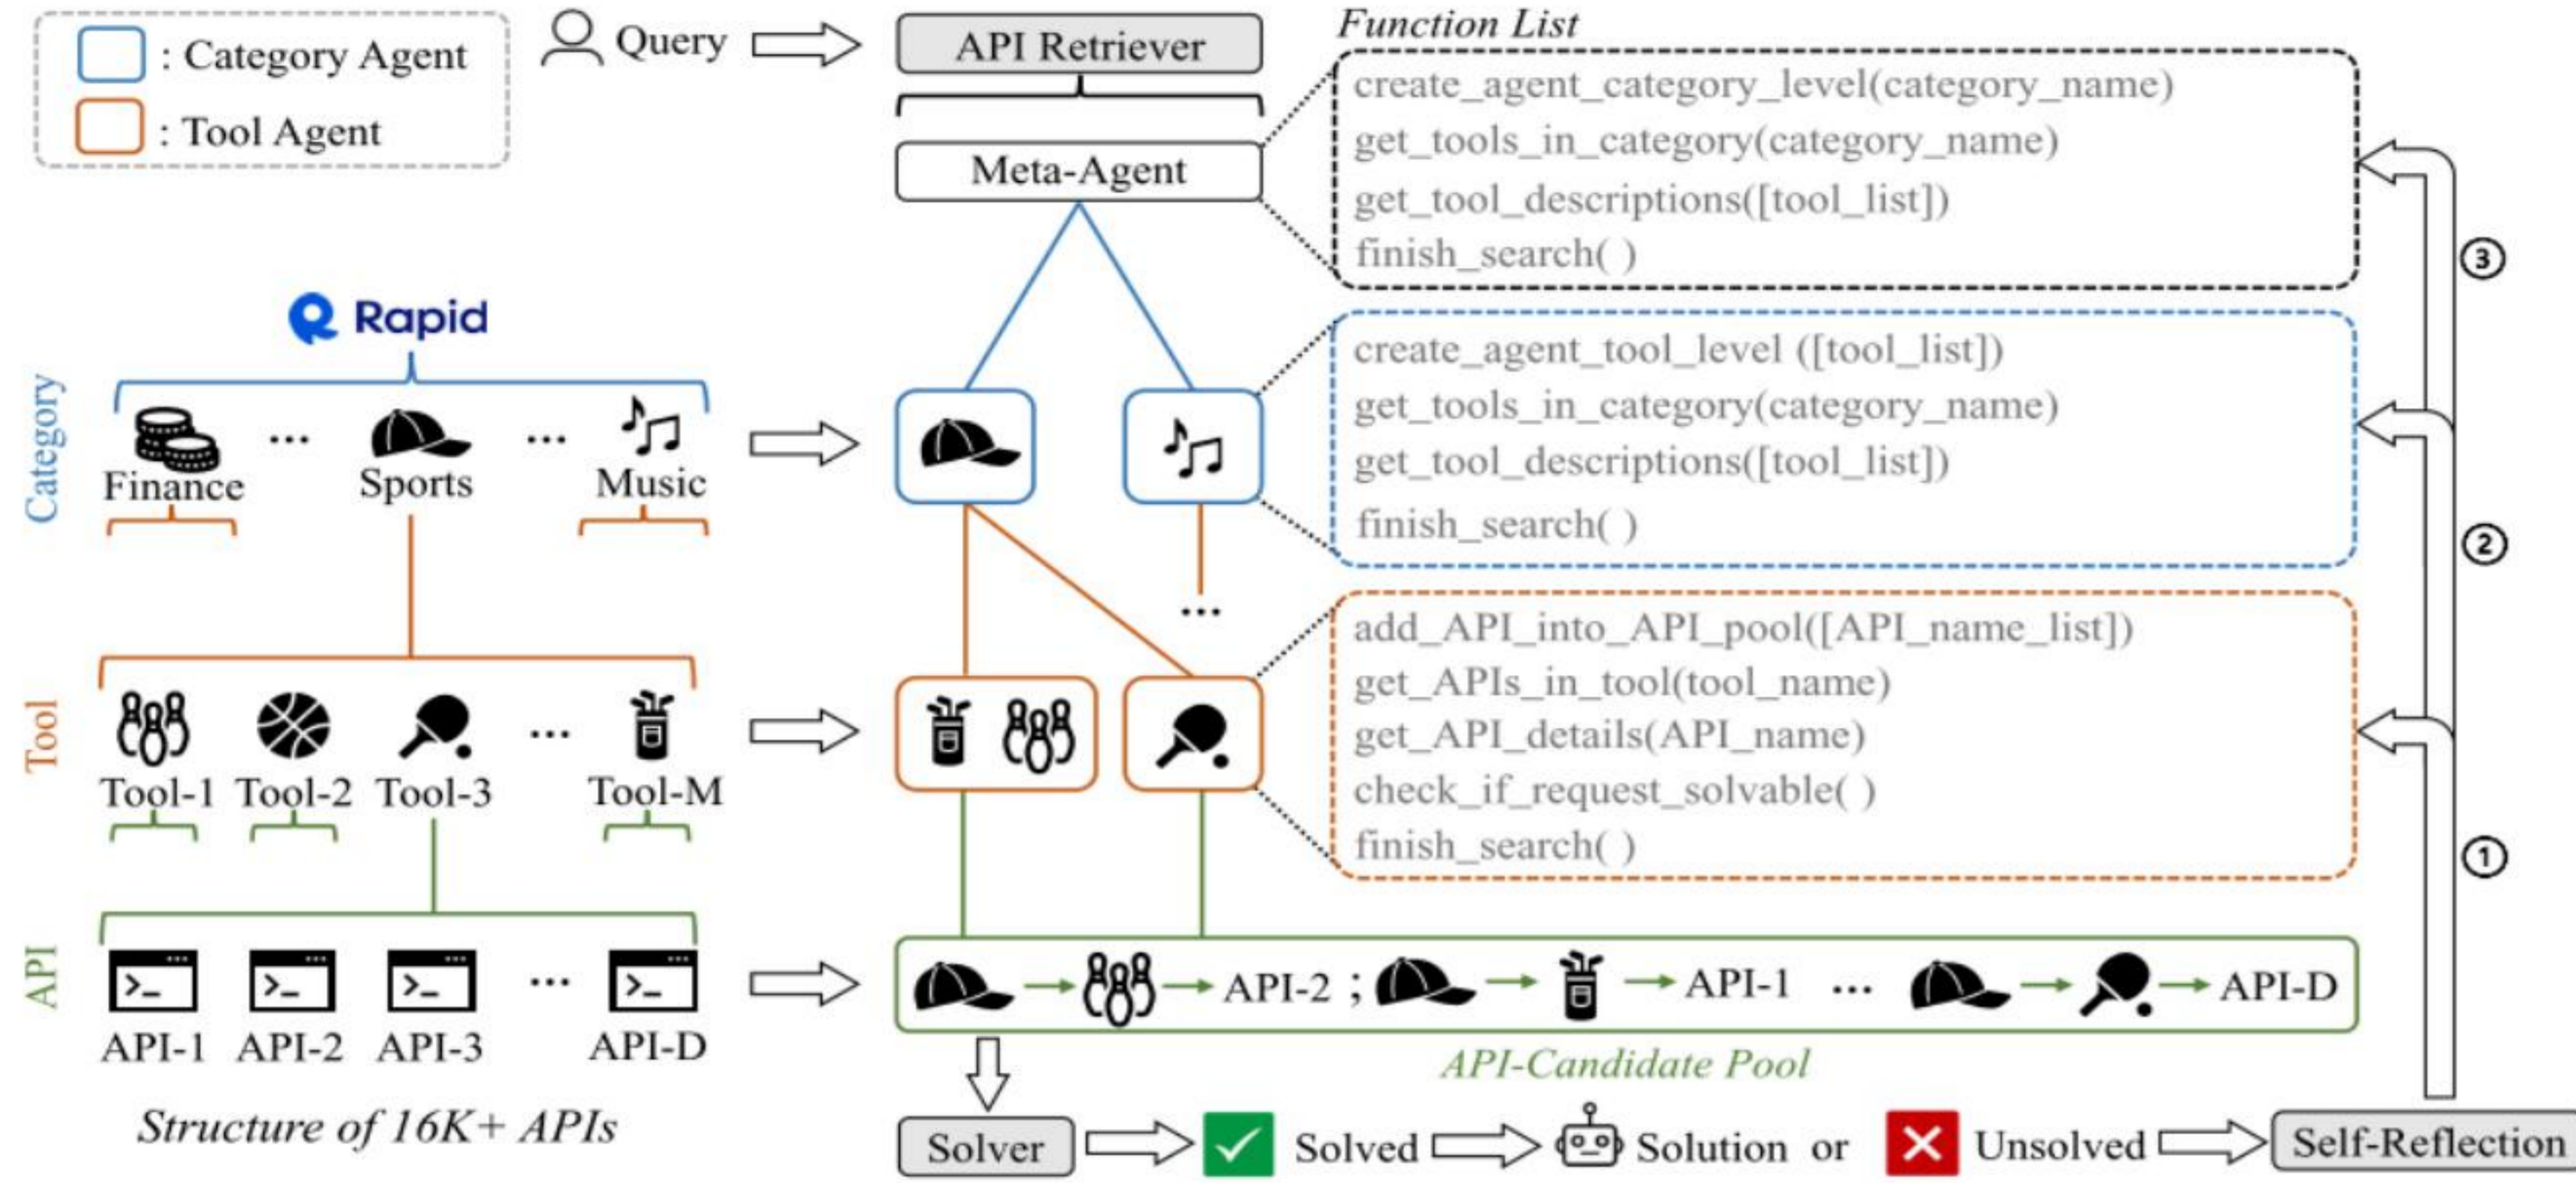 : Category Agent
: Tool Agent
Query
API Retriever
Meta-Agent
Function List
create_agent_category_level(category_name)
get_tools_in_category(category_name)
get_tool_descriptions([tool_list])
finish_search( )
③
Rapid
Category
Finance
...
Sports
...
Music
create_agent_tool_level ([tool_list])
get_tools_in_category(category_name)
get_tool_descriptions([tool_list])
finish_search( )
②
...
Tool
Tool-1 Tool-2 Tool-3 ... Tool-M
add_API_into_API_pool([API_name_list])
get_APIs_in_tool(tool_name)
get_API_details(API_name)
check_if_request_solvable( )
finish_search( )
①
API
API-1 API-2 API-3 ... API-D
API-2 ; API-1 ... API-D
API-Candidate Pool
Structure of 16K+ APIs
Solver
Solved
Solution or
Unsolved
Self-Reflection